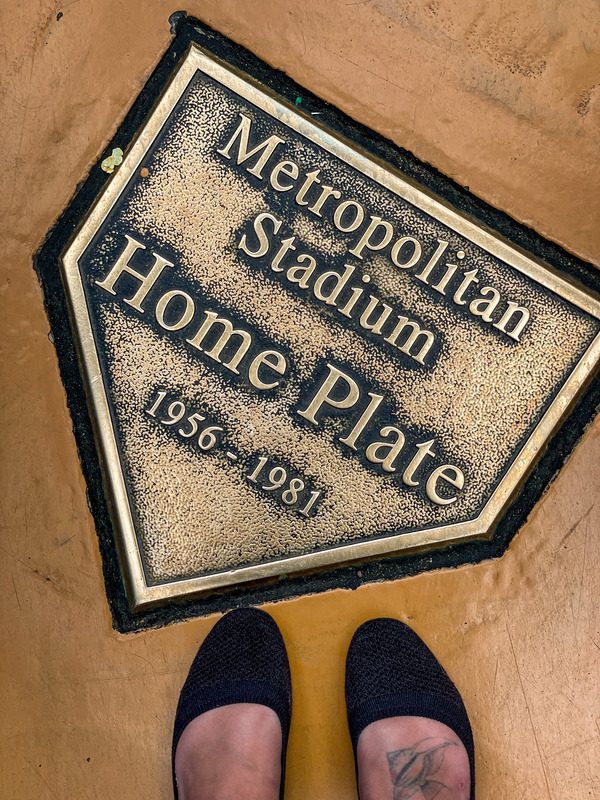 Metropolitan
Stadium
Home Plate
1956 - 1981